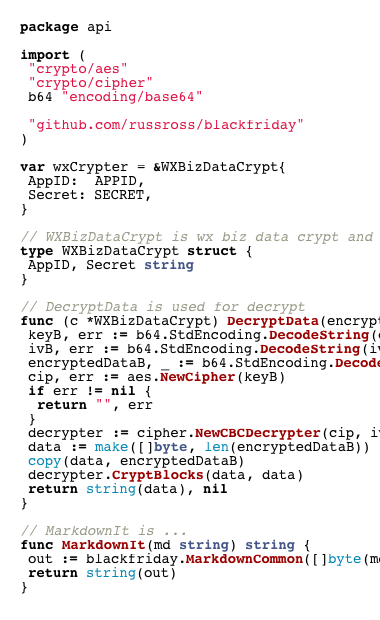 package api
import (
"crypto/aes"
"crypto/cipher"
b64 "encoding/base64"
"github.com/russross/blackfriday"
)
var wxCrypter = &WXBizDataCrypt{
AppID:  APPID,
Secret: SECRET,
}
// WXBizDataCrypt is wx biz data crypt and
type WXBizDataCrypt struct {
AppID, Secret string
}
// DecryptData is used for decrypt
func (c *WXBizDataCrypt) DecryptData(encrypt
keyB, err := b64.StdEncoding.DecodeString(
ivB, err := b64.StdEncoding.DecodeString(iv
encryptedDataB, _ := b64.StdEncoding.Decode
cip, err := aes.NewCipher(keyB)
if err != nil {
return "", err
}
decrypter := cipher.NewCBCDecrypter(cip, iv
data := make([]byte, len(encryptedDataB))
copy(data, encryptedDataB)
decrypter.CryptBlocks(data, data)
return string(data), nil
}
// MarkdownIt is ...
func MarkdownIt(md string) string {
out := blackfriday.MarkdownCommon([]byte(md
return string(out)
}